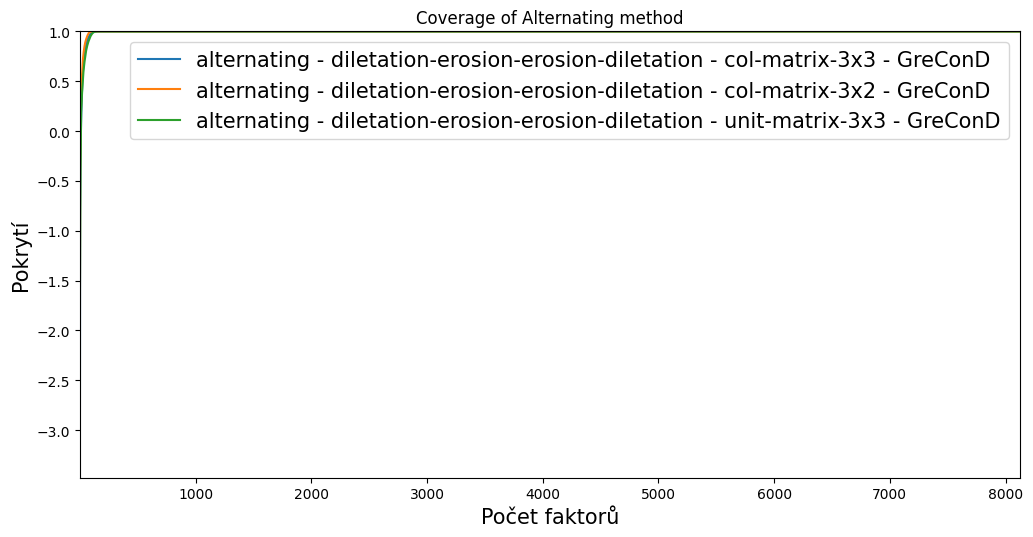 Coverage of Alternating method
1.0
alternating - diletation-erosion-erosion-diletation - col-matrix-3x3 - GreConD
alternating - diletation-erosion-erosion-diletation - col-matrix-3x2 - GreConD
alternating - diletation-erosion-erosion-diletation - unit-matrix-3x3 - GreConD
0.5
0.0
−0.5
−1.0
−1.5
−2.0
−2.5
−3.0
Pokrytí
1000 2000 3000 4000 5000 6000 7000 8000
Počet faktorů